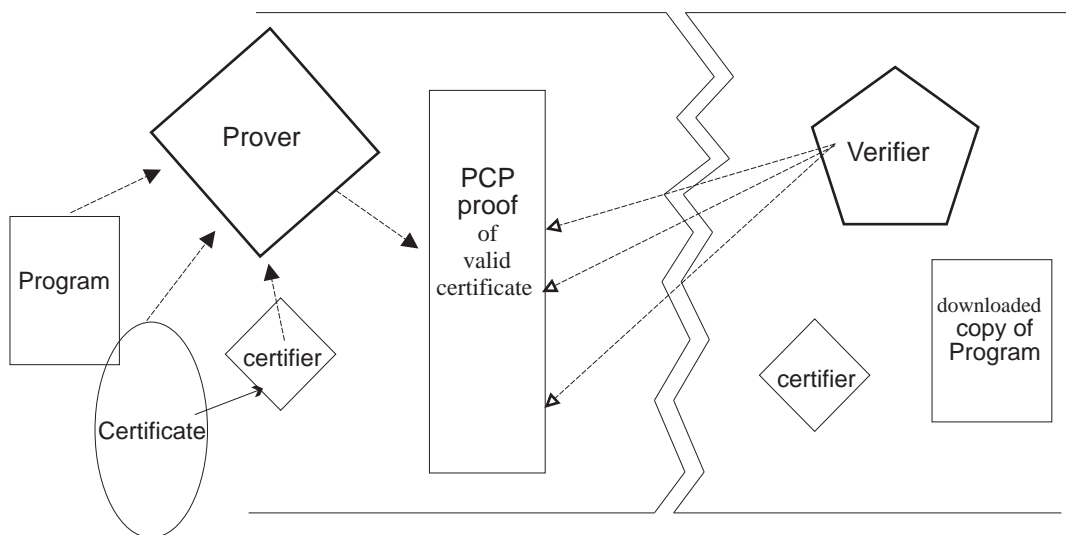 Prover
Program
Certificate
certifier
PCP
proof
of
valid
certificate
Verifier
certifier
downloaded
copy of
Program